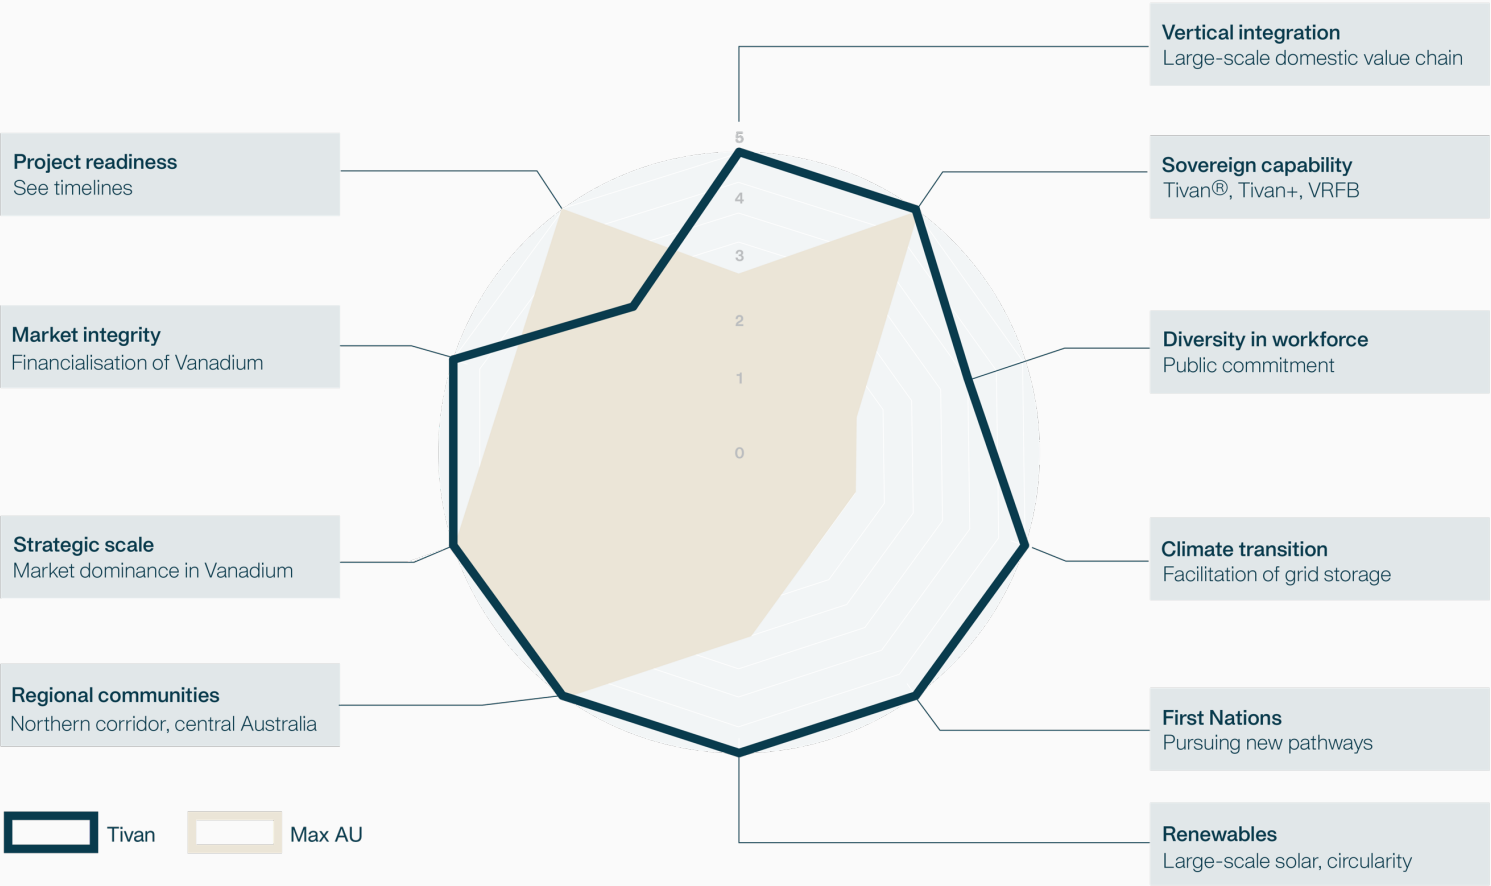 Vertical integration
Large-scale domestic value chain
Project readiness
See timelines
Sovereign capability
Tivan®, Tivan+, VRFB
Market integrity
Financialisation of Vanadium
Diversity in workforce
Public commitment
Strategic scale
Market dominance in Vanadium
Climate transition
Facilitation of grid storage
Regional communities
Northern corridor, central Australia
First Nations
Pursuing new pathways
Renewables
Large-scale solar, circularity
5
4
3
2
1
0
Tivan
Max AU